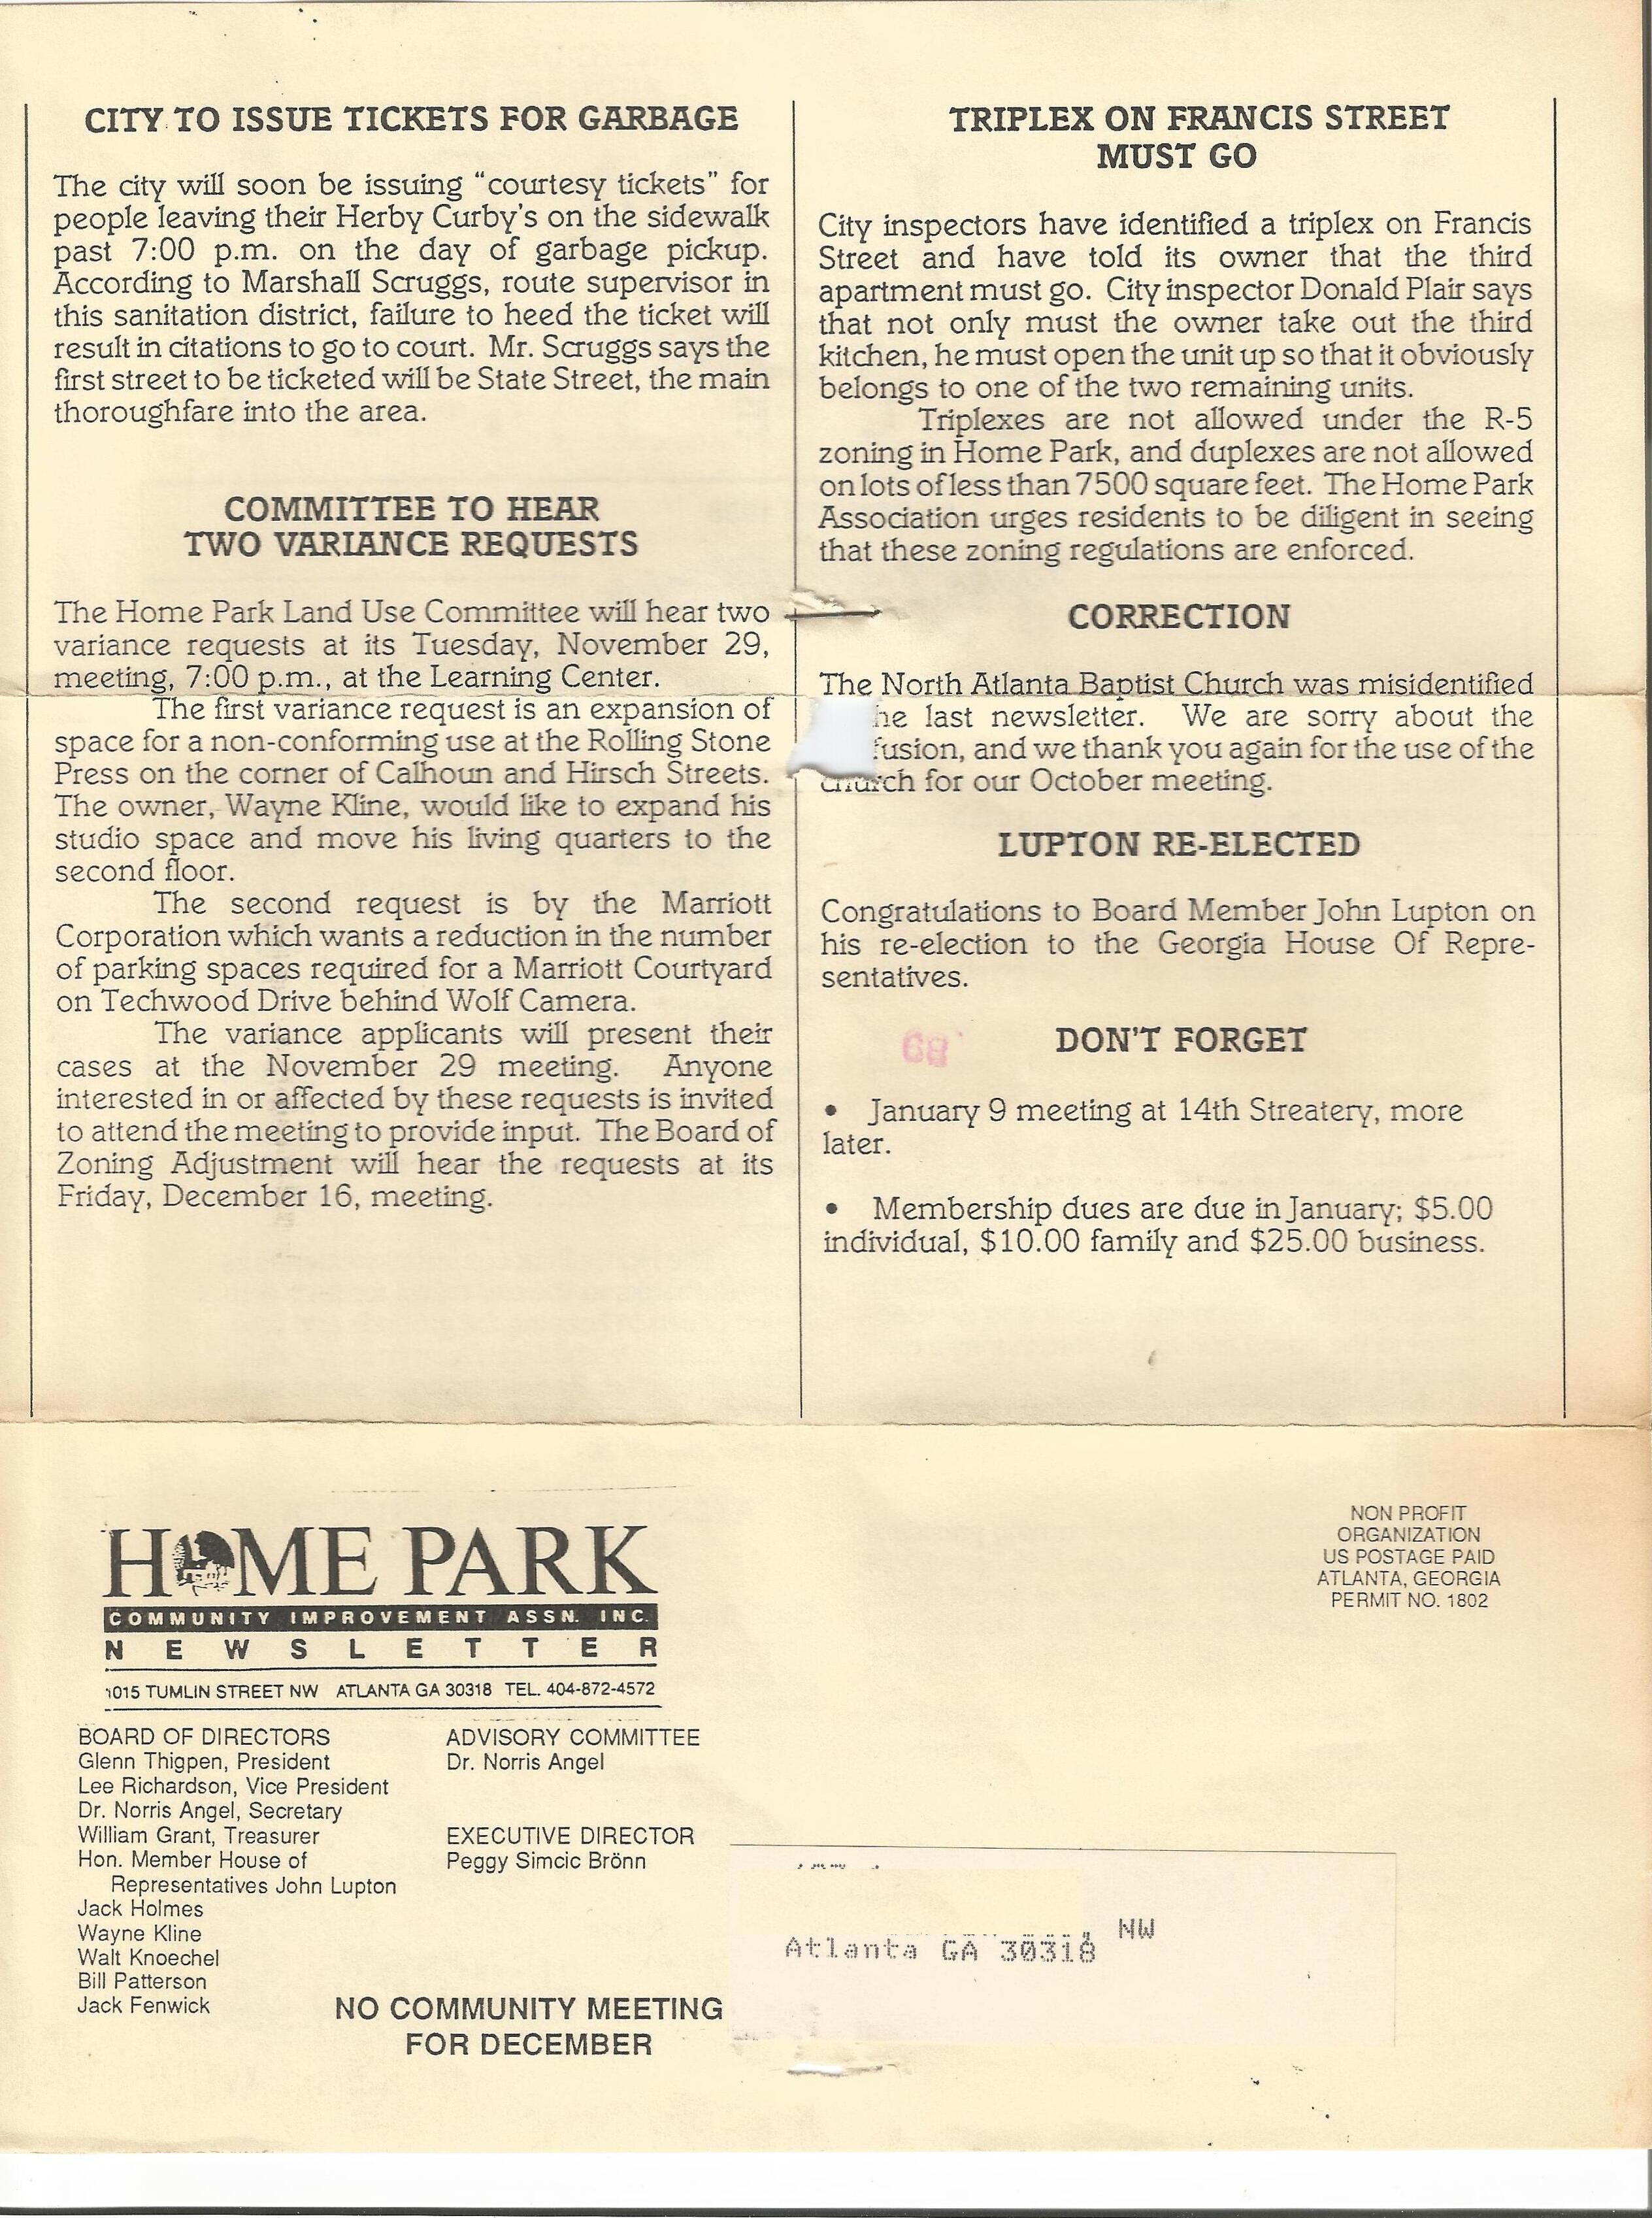 CITY TO ISSUE TICKETS FOR GARBAGE
The city will soon be issuing “courtesy tickets” for
people leaving their Herby Curby's on the sidewalk
past 7:00 p.m. on the day of garbage pickup.
According to Marshall Scruggs, route supervisor in
this sanitation district, failure to heed the ticket will
result in citations to go to court. Mr. Scruggs says the
first street to be ticketed will be State Street, the main
thoroughfare into the area.
COMMITTEE TO HEAR
TWO VARIANCE REQUESTS
The Home Park Land Use Committee will hear two
variance requests at its Tuesday, November 29,
meeting, 7:00 p.m., at the Learning Center.
The first variance request is an expansion of
space for a non-conforming use at the Rolling Stone
Press on the corner of Calhoun and Hirsch Streets.
The owner, Wayne Kline, would like to expand his
studio space and move his living quarters to the
second floor.
The second request is by the Marriott
Corporation which wants a reduction in the number
of parking spaces required for a Marriott Courtyard
on Techwood Drive behind Wolf Camera.
The variance applicants will present their
cases at the November 29 meeting. Anyone
interested in or affected by these requests is invited
to attend the meeting to provide input. The Board of
Zoning Adjustment will hear the requests at its
Friday, December 16, meeting.
TRIPLEX ON FRANCIS STREET
MUST GO
City inspectors have identified a triplex on Francis
Street and have told its owner that the third
apartment must go. City inspector Donald Plair says
that not only must the owner take out the third
kitchen, he must open the unit up so that it obviously
belongs to one of the two remaining units.
Triplexes are not allowed under the R-5
zoning in Home Park, and duplexes are not allowed
on lots of less than 7500 square feet. The Home Park
Association urges residents to be diligent in seeing
that these zoning regulations are enforced.
CORRECTION
The North Atlanta Baptist Church was misidentified
he last newsletter. We are sorry about the
fusion, and we thank you again for the use of the
church for our October meeting.
LUPTON RE-ELECTED
Congratulations to Board Member John Lupton on
his re-election to the Georgia House Of Repre-
sentatives.
DON'T FORGET
• January 9 meeting at 14th Streatery, more
later.
• Membership dues are due in January; $5.00
individual, $10.00 family and $25.00 business.
HOME PARK
COMMUNITY IMPROVEMENT ASSN. INC.
NEWSLETTER
1015 TUMLIN STREET NW ATLANTA GA 30318 TEL. 404-872-4572
BOARD OF DIRECTORS
Glenn Thigpen, President
Lee Richardson, Vice President
Dr. Norris Angel, Secretary
William Grant, Treasurer
Hon. Member House of
Representatives John Lupton
Jack Holmes
Wayne Kline
Walt Knoechel
Bill Patterson
Jack Fenwick
ADVISORY COMMITTEE
Dr. Norris Angel
EXECUTIVE DIRECTOR
Peggy Simcic Brönn
NO COMMUNITY MEETING
FOR DECEMBER
NON PROFIT
ORGANIZATION
US POSTAGE PAID
ATLANTA, GEORGIA
PERMIT NO. 1802
, NW
Atlanta GA 30318